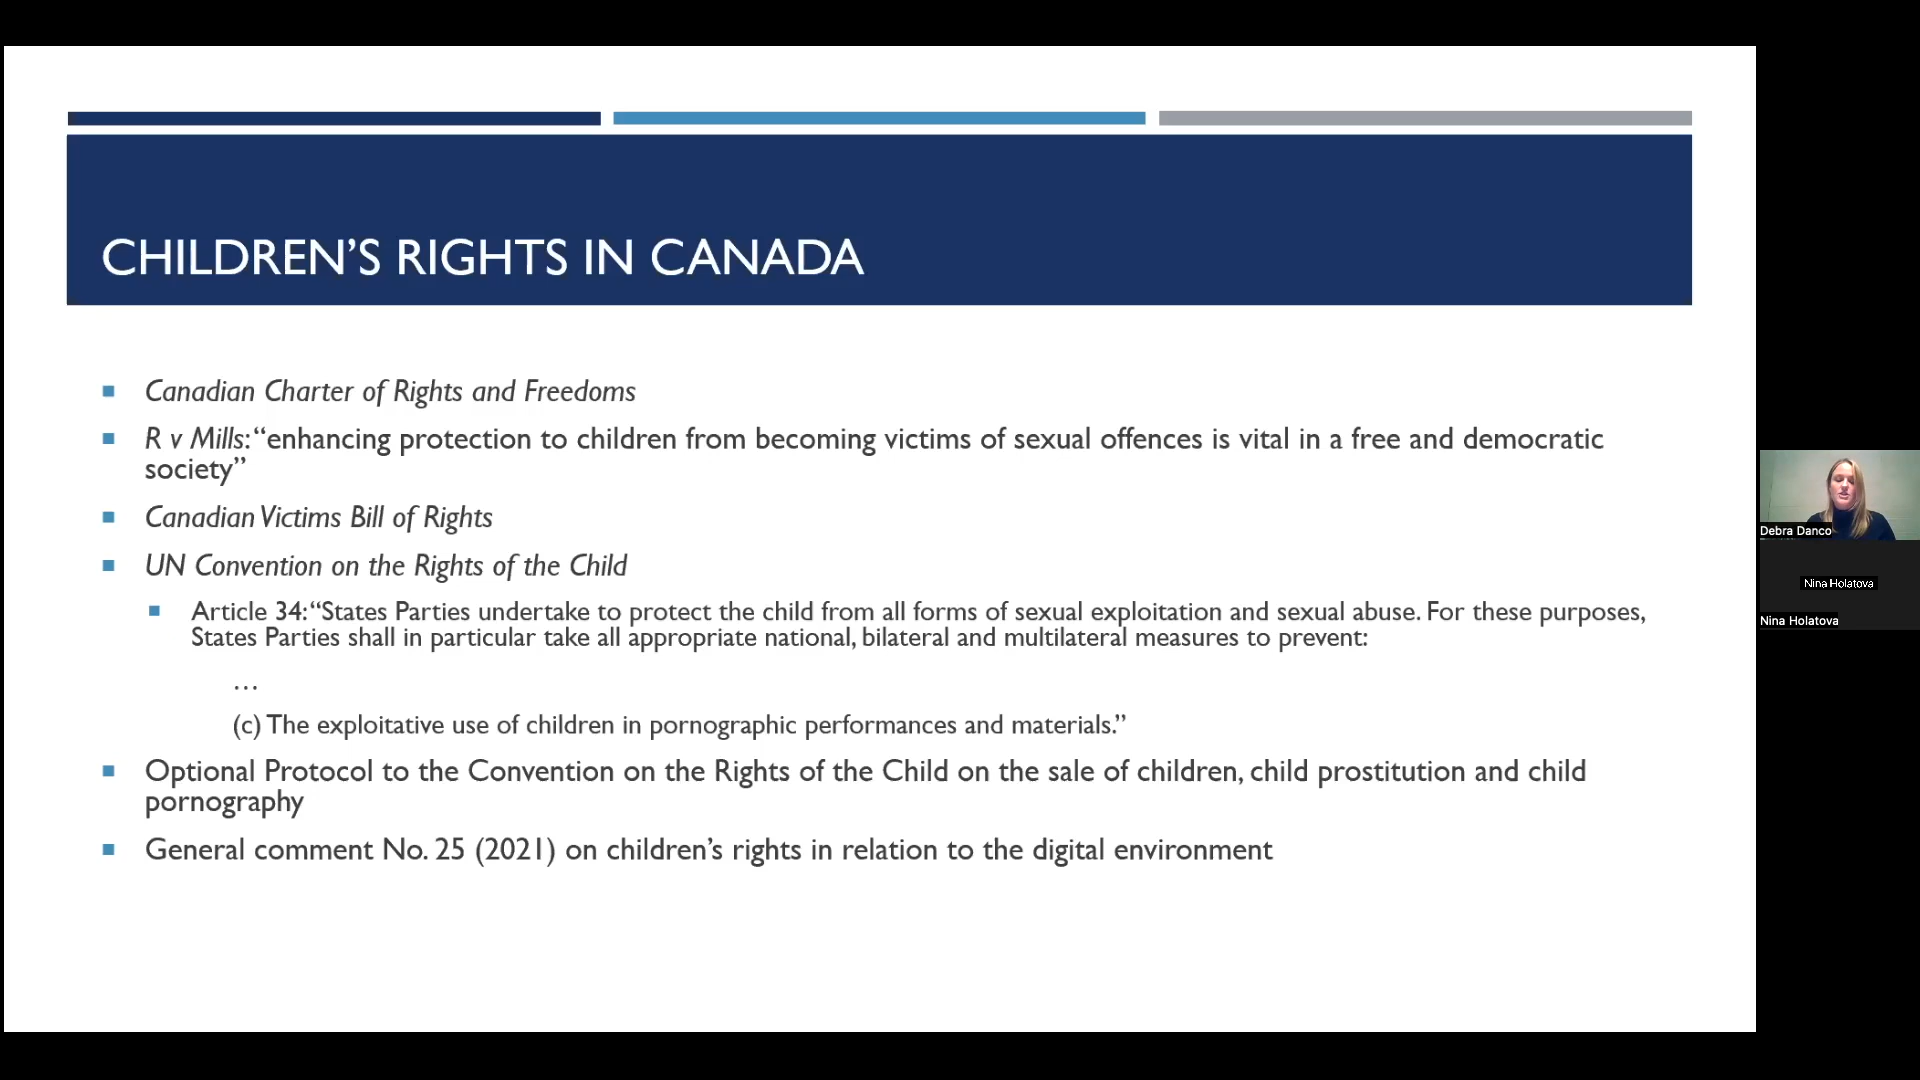 CHILDREN’S RIGHTS IN CANADA
Canadian Charter of Rights and Freedoms
R v Mills: “enhancing protection to children from becoming victims of sexual offences is vital in a free and democratic
society”
Canadian Victims Bill of Rights
UN Convention on the Rights of the Child
Article 34: “States Parties undertake to protect the child from all forms of sexual exploitation and sexual abuse. For these purposes,
States Parties shall in particular take all appropriate national, bilateral and multilateral measures to prevent:
…
(c) The exploitative use of children in pornographic performances and materials.”
Optional Protocol to the Convention on the Rights of the Child on the sale of children, child prostitution and child
pornography
General comment No. 25 (2021) on children’s rights in relation to the digital environment
Debra Danco
Nina Holatova
Nina Holatova